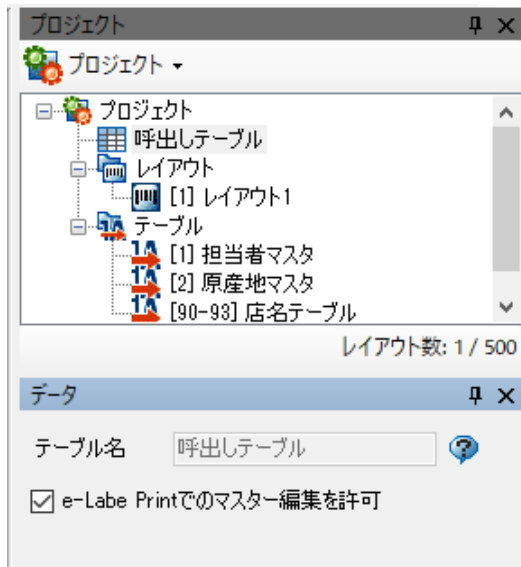 プロジェクト
プロジェクト
プロジェクト
呼出しテーブル
レイアウト
[1] レイアウト1
テーブル
[1] 担当者マスタ
[2] 原産地マスタ
[90-93] 店名テーブル
レイアウト数: 1 / 500
データ
テーブル名 呼出しテーブル
e-Labe Printでのマスター編集を許可